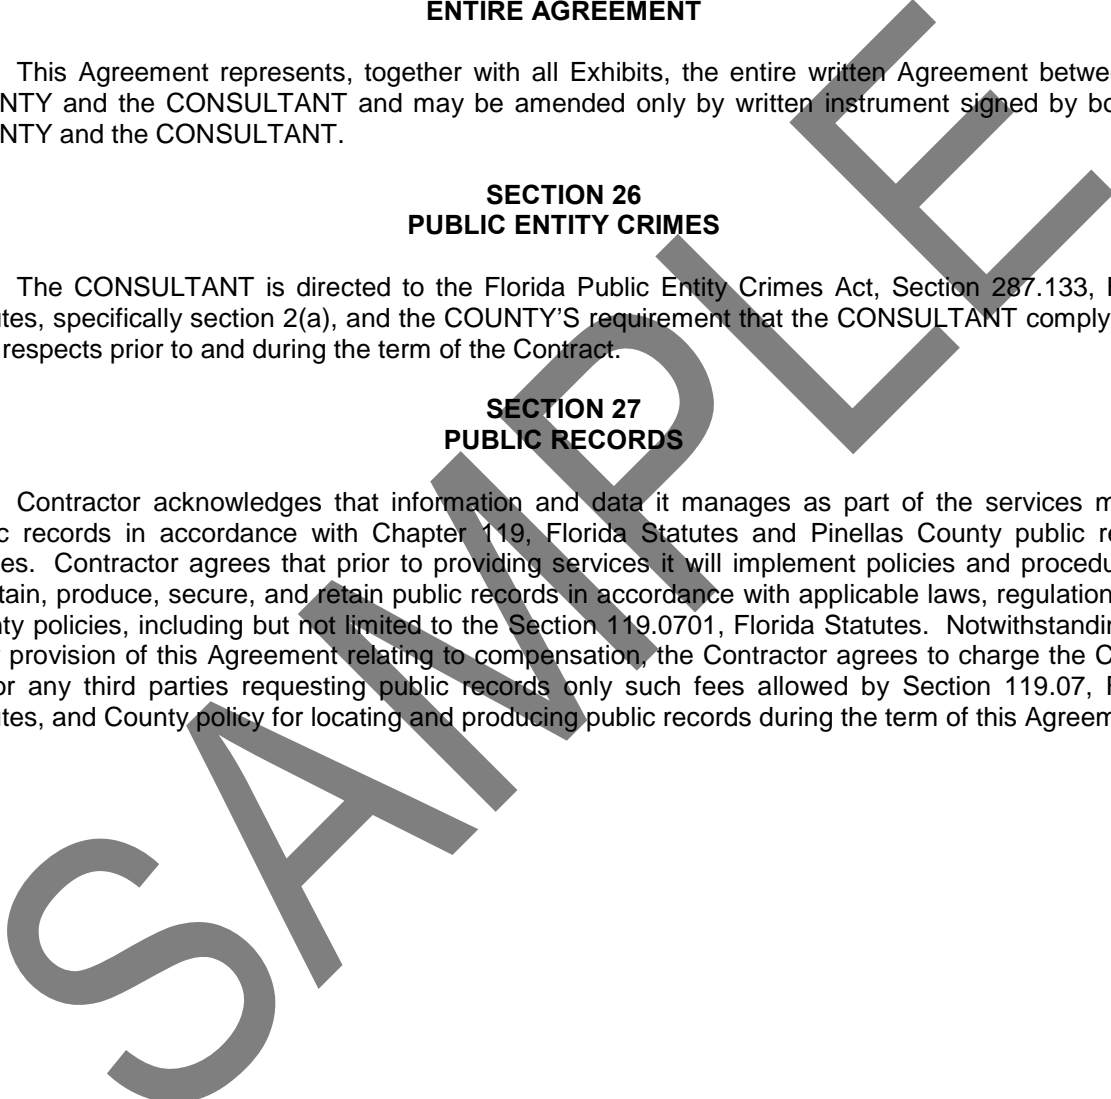 ENTIRE AGREEMENT
This Agreement represents, together with all Exhibits, the entire written Agreement betwe
NTY and the CONSULTANT and may be amended only by written instrument signed by bo
NTY and the CONSULTANT.
SECTION 26
PUBLIC ENTITY CRIMES
The CONSULTANT is directed to the Florida Public Entity Crimes Act, Section 287.133,
utes, specifically section 2(a), and the COUNTY’S requirement that the CONSULTANT comply
respects prior to and during the term of the Contract.
SECTION 27
PUBLIC RECORDS
Contractor acknowledges that information and data it manages as part of the services m
c records in accordance with Chapter 119, Florida Statutes and Pinellas County public re
es. Contractor agrees that prior to providing services it will implement policies and procedu
tain, produce, secure, and retain public records in accordance with applicable laws, regulation
nty policies, including but not limited to the Section 119.0701, Florida Statutes. Notwithstandin
provision of this Agreement relating to compensation, the Contractor agrees to charge the C
or any third parties requesting public records only such fees allowed by Section 119.07,
utes, and County policy for locating and producing public records during the term of this Agreem
SAMPLE